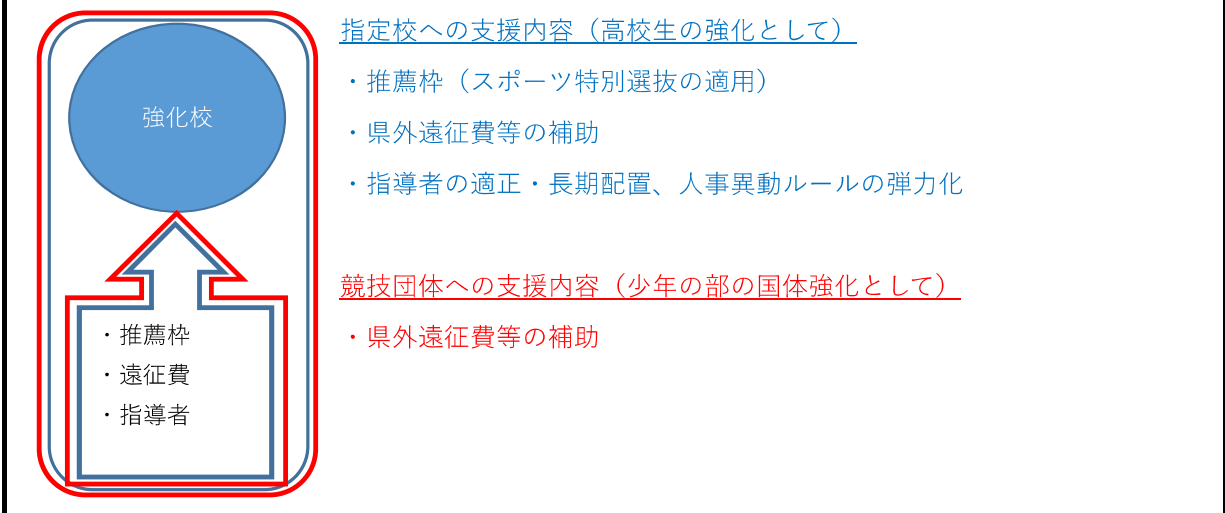 強化校
・推薦枠
・遠征費
・指導者
指定校への支援内容（高校生の強化として）
・推薦枠（スポーツ特別選抜の適用）
・県外遠征費等の補助
・指導者の適正・長期配置、人事異動ルールの弾力化
競技団体への支援内容（少年の部の国体強化として）
・県外遠征費等の補助